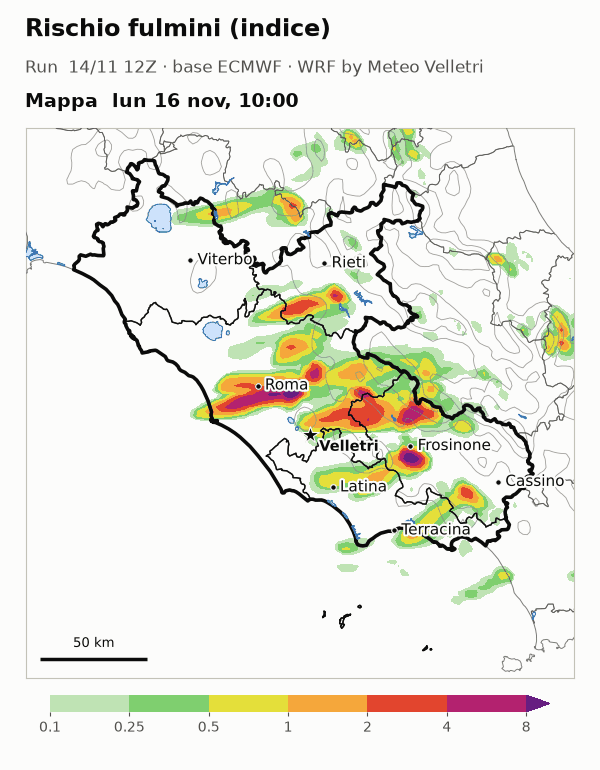 Rischio fulmini (indice)
Run 14/11 12Z · base ECMWF · WRF by Meteo Velletri
Mappa lun 16 nov, 10:00
Viterbo
Rieti
Roma
Velletri
Frosinone
Latina
Cassino
Terracina
50 km
0.1 0.25 0.5 1 2 4 8